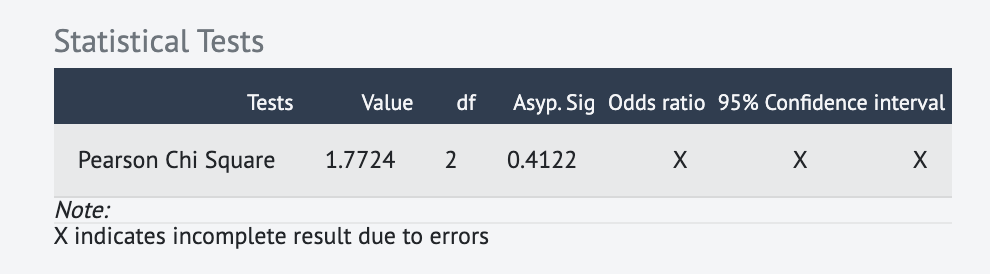 Statistical Tests
Tests Value df Asyp. Sig Odds ratio 95% Confidence interval
Pearson Chi Square 1.7724 2 0.4122 X X X
Note:
X indicates incomplete result due to errors